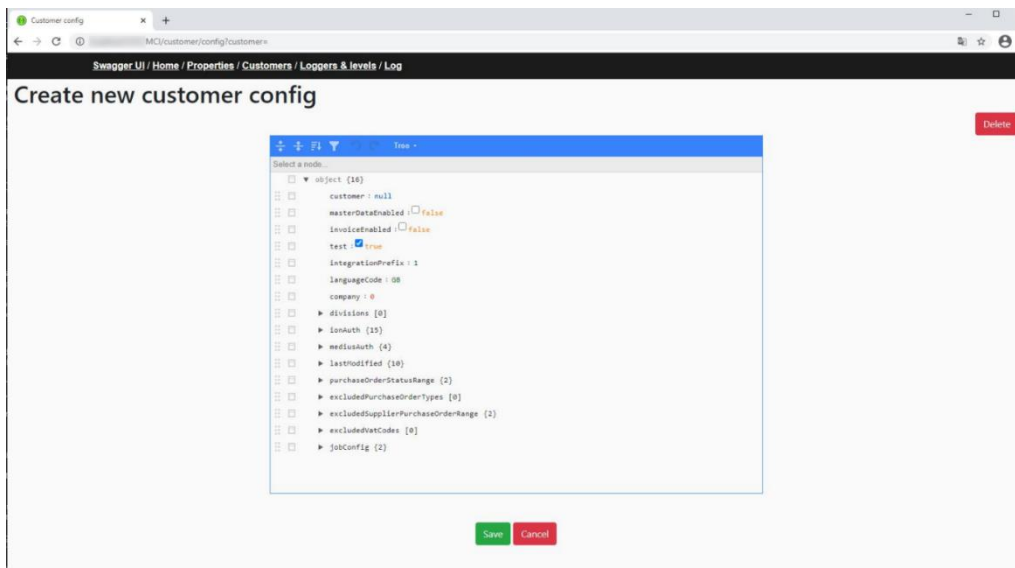 Customer config
MCI/customer/config?customer=
Swagger UI / Home / Properties / Customers / Loggers & levels / Log
Create new customer config
Delete
Tree
Select a node...
object {16}
customer : null
masterDataEnabled : false
invoiceEnabled : false
test : true
integrationPrefix : 1
languageCode : GB
company : 0
divisions [0]
ionAuth {15}
mediusAuth {4}
lastModified {10}
purchaseOrderStatusRange {2}
excludedPurchaseOrderTypes [0]
excludedSupplierPurchaseOrderRange {2}
excludedVatCodes [0]
jobConfig {2}
Save Cancel